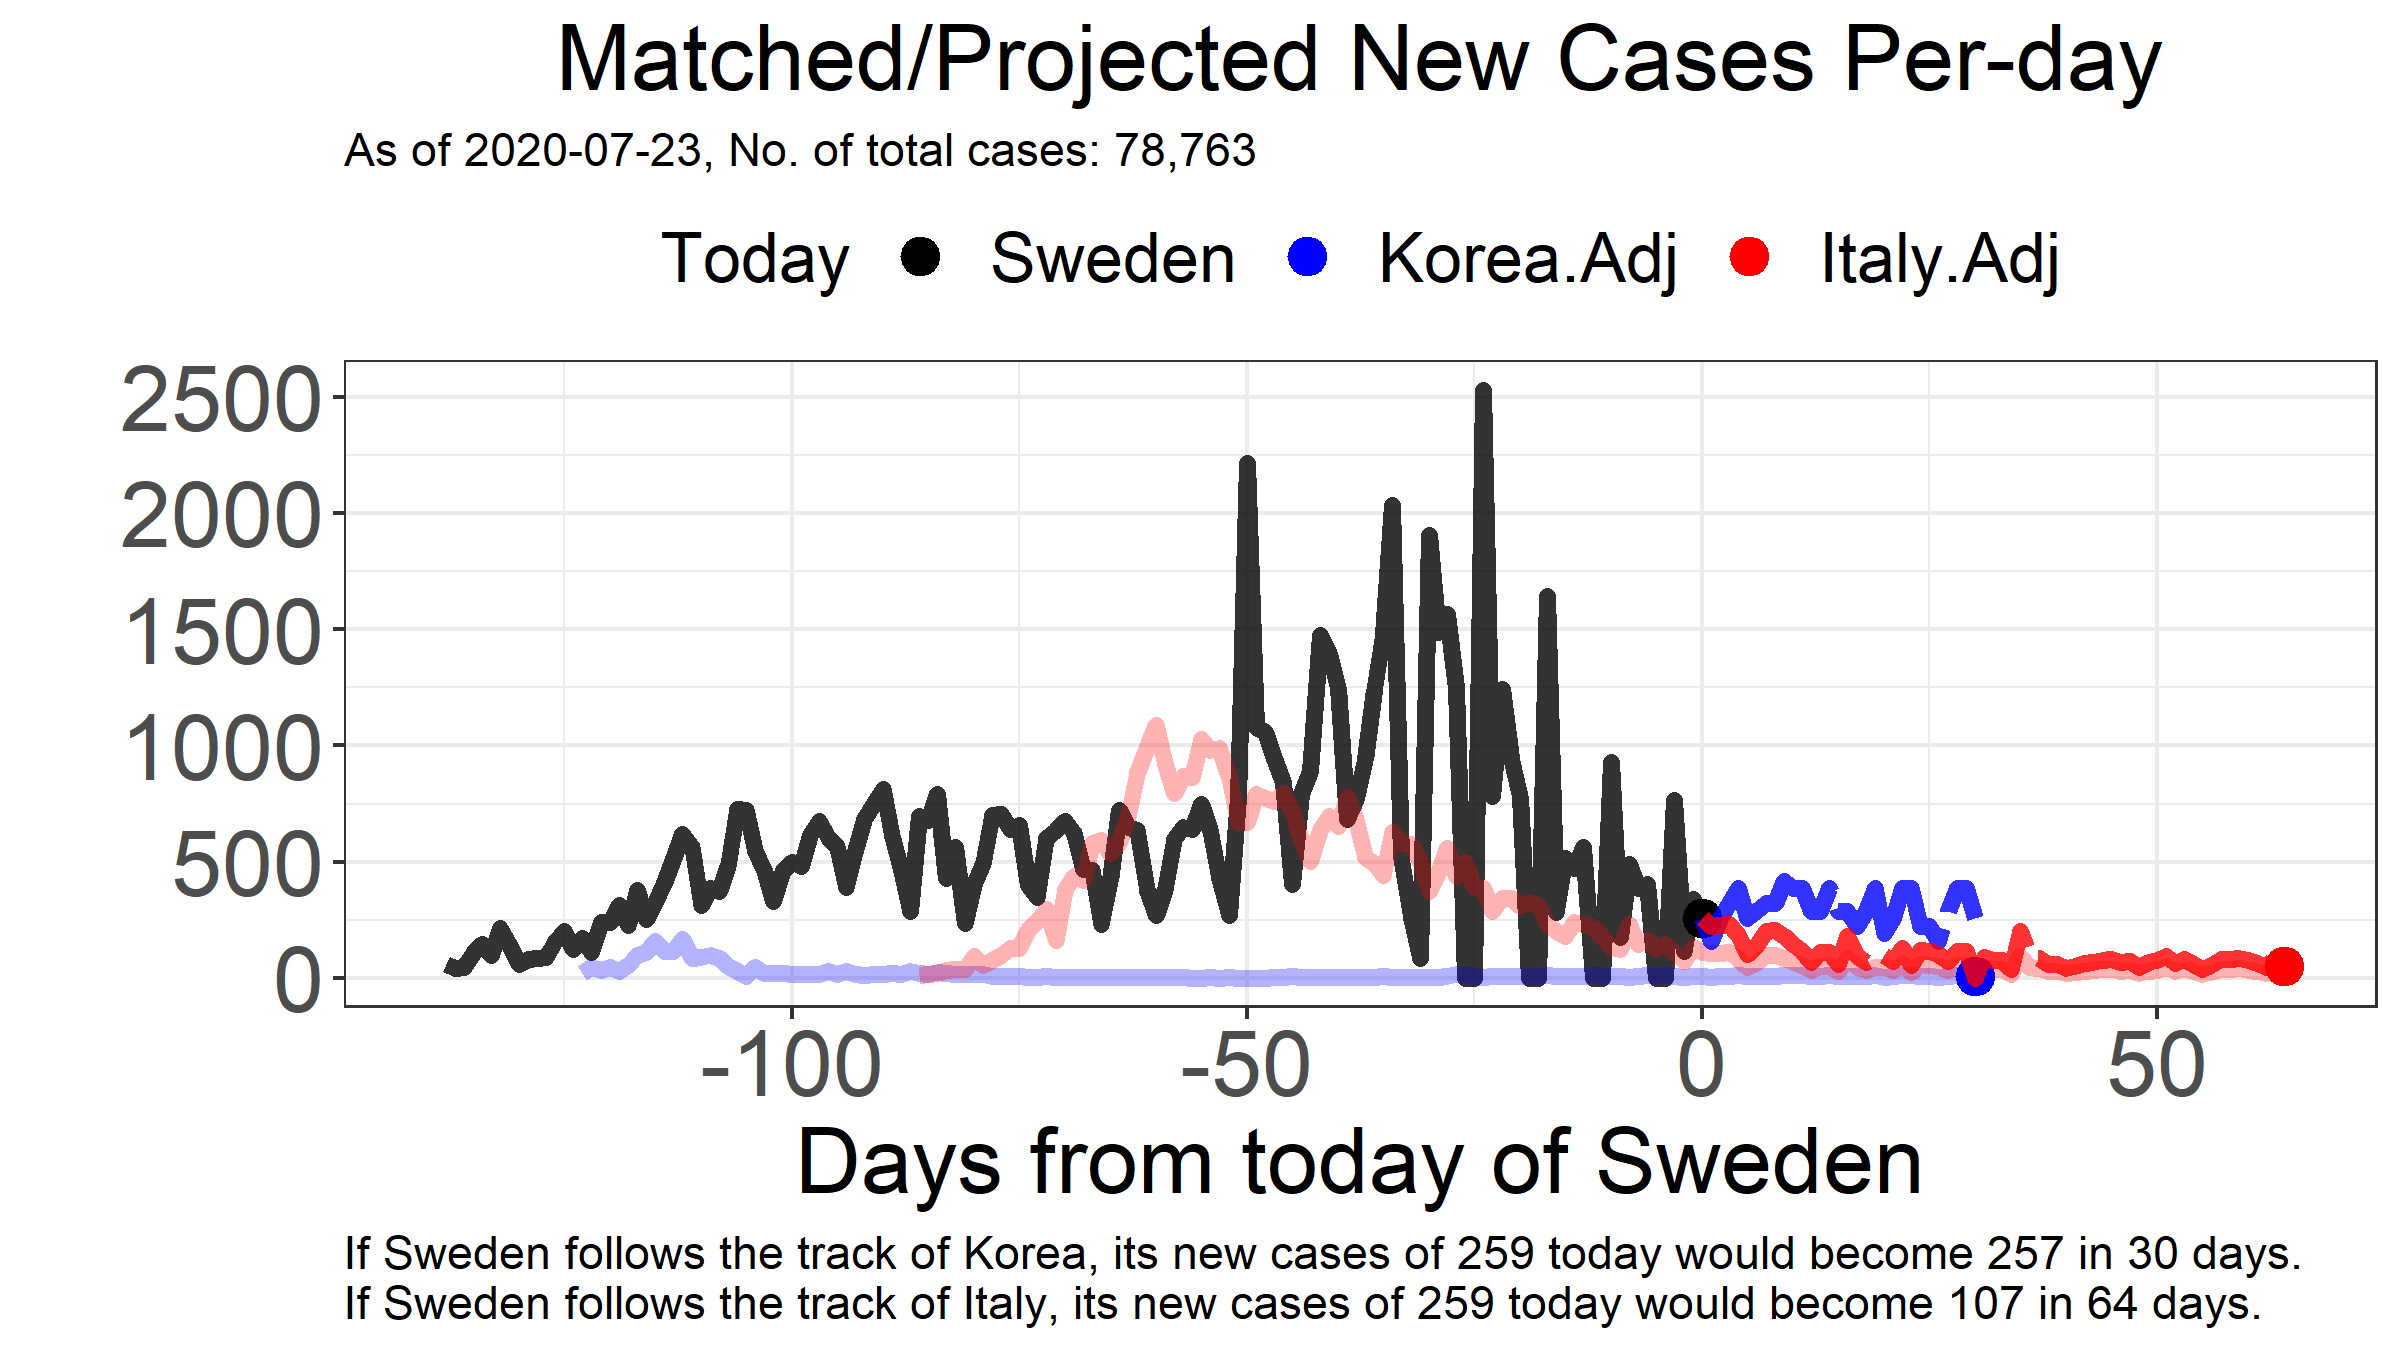 Matched/Projected New Cases Per-day
As of 2020-07-23, No. of total cases: 78,763
Today Sweden Korea.Adj Italy.Adj
2500
2000
1500
1000
500
0
-100 -50 0 50
Days from today of Sweden
If Sweden follows the track of Korea, its new cases of 259 today would become 257 in 30 days.
If Sweden follows the track of Italy, its new cases of 259 today would become 107 in 64 days.